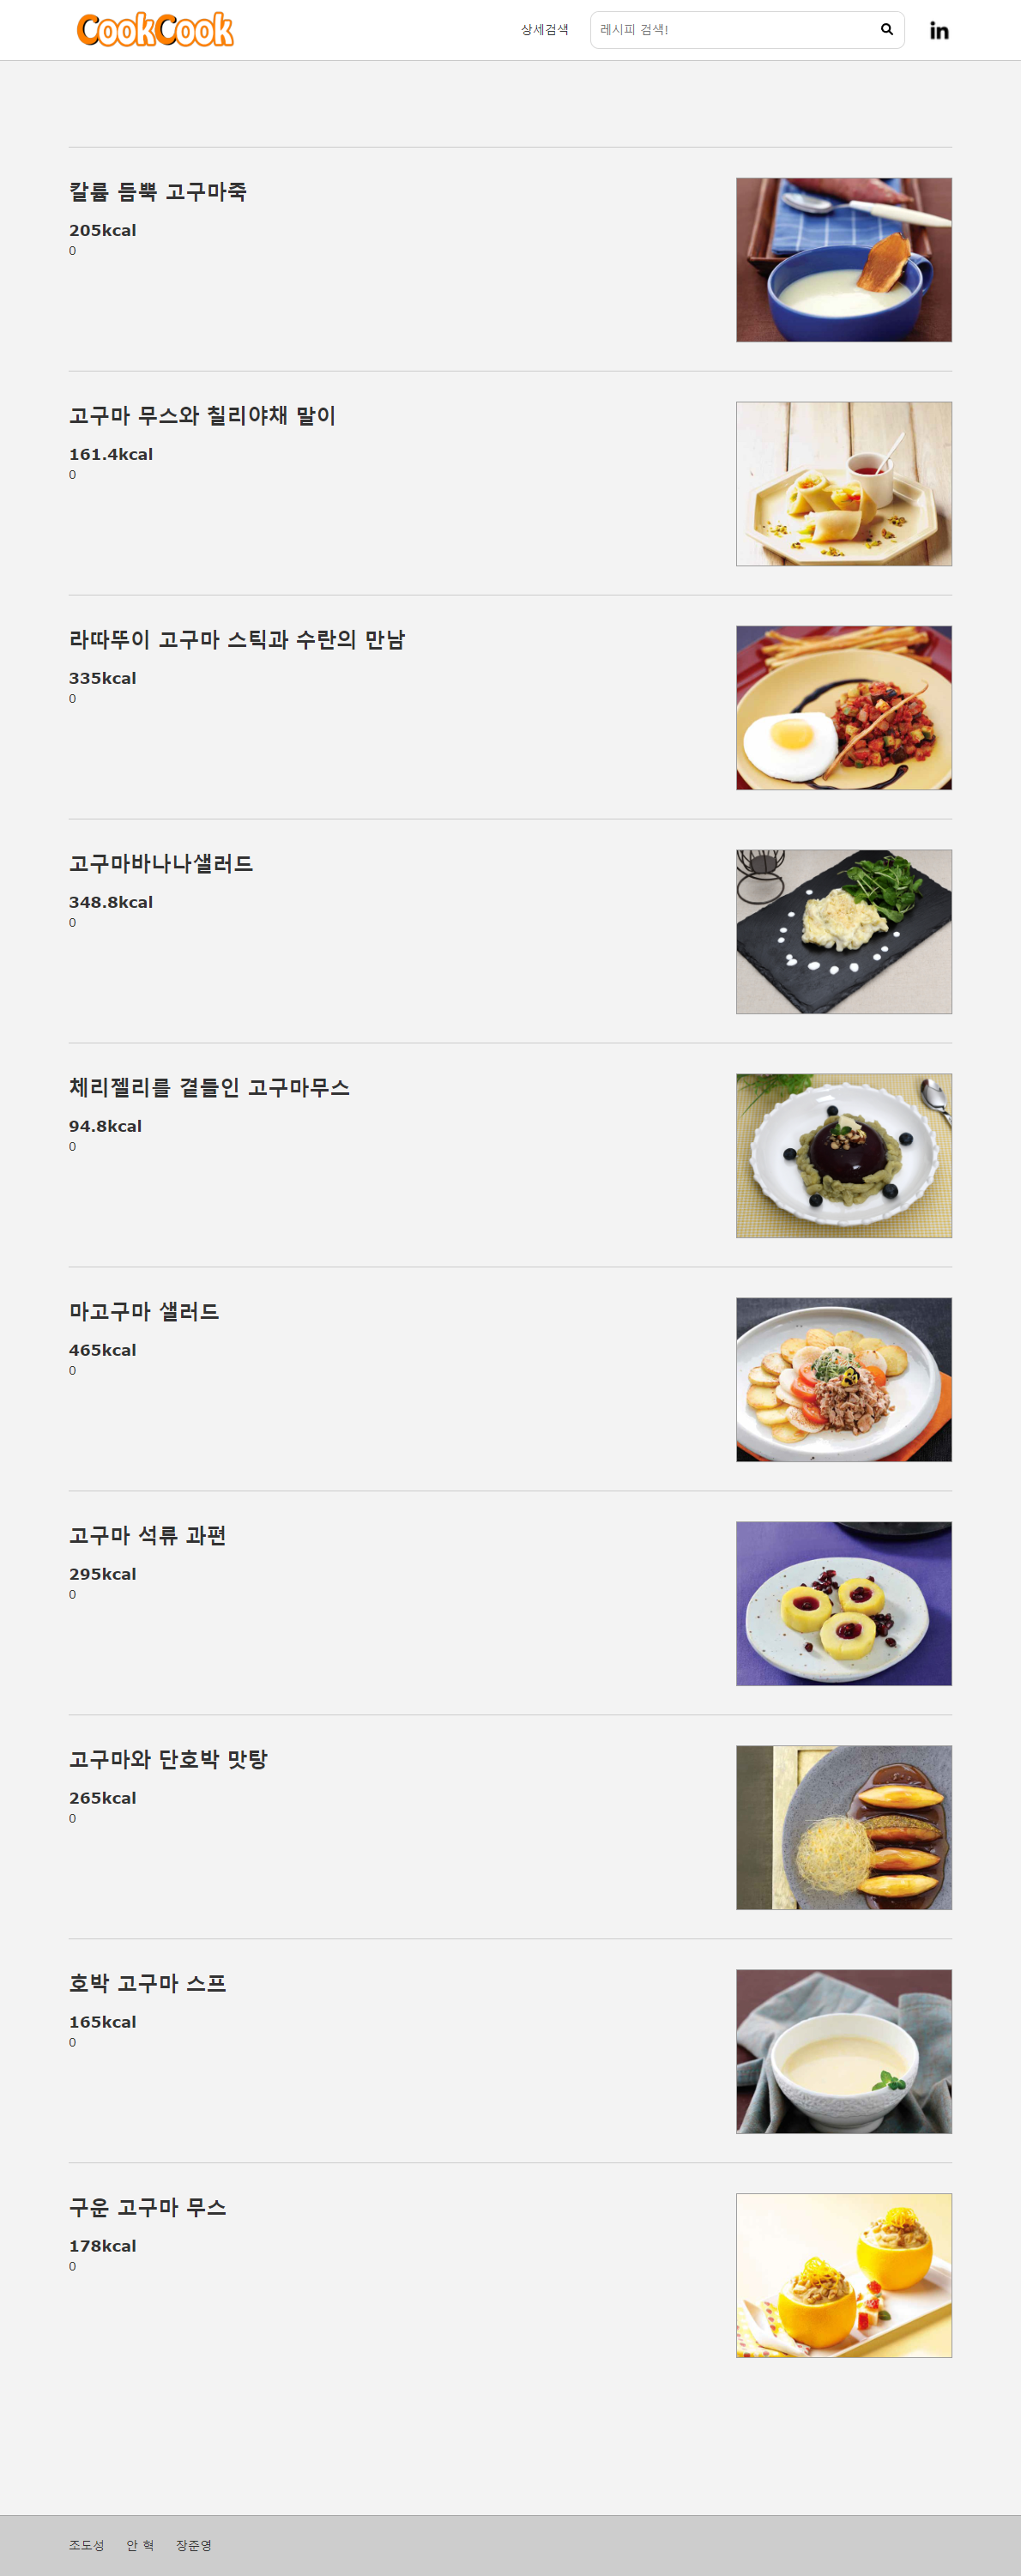 CookCook
상세검색
레시피 검색!
in
칼륨 듬뿍 고구마죽
205kcal
0
고구마 무스와 칠리야채 말이
161.4kcal
0
라따뚜이 고구마 스틱과 수란의 만남
335kcal
0
고구마바나나샐러드
348.8kcal
0
체리젤리를 곁들인 고구마무스
94.8kcal
0
마고구마 샐러드
465kcal
0
고구마 석류 과편
295kcal
0
고구마와 단호박 맛탕
265kcal
0
호박 고구마 스프
165kcal
0
구운 고구마 무스
178kcal
0
조도성 안 혁 장준영